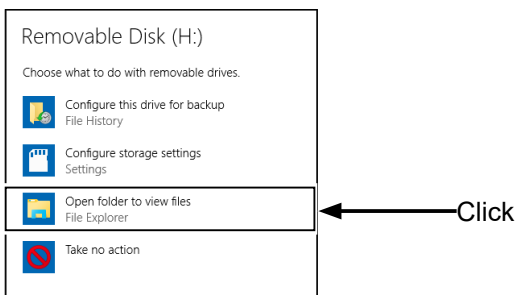 Removable Disk (H:)
Choose what to do with removable drives.
Configure this drive for backup
File History
Configure storage settings
Settings
Open folder to view files
File Explorer
Click
Take no action